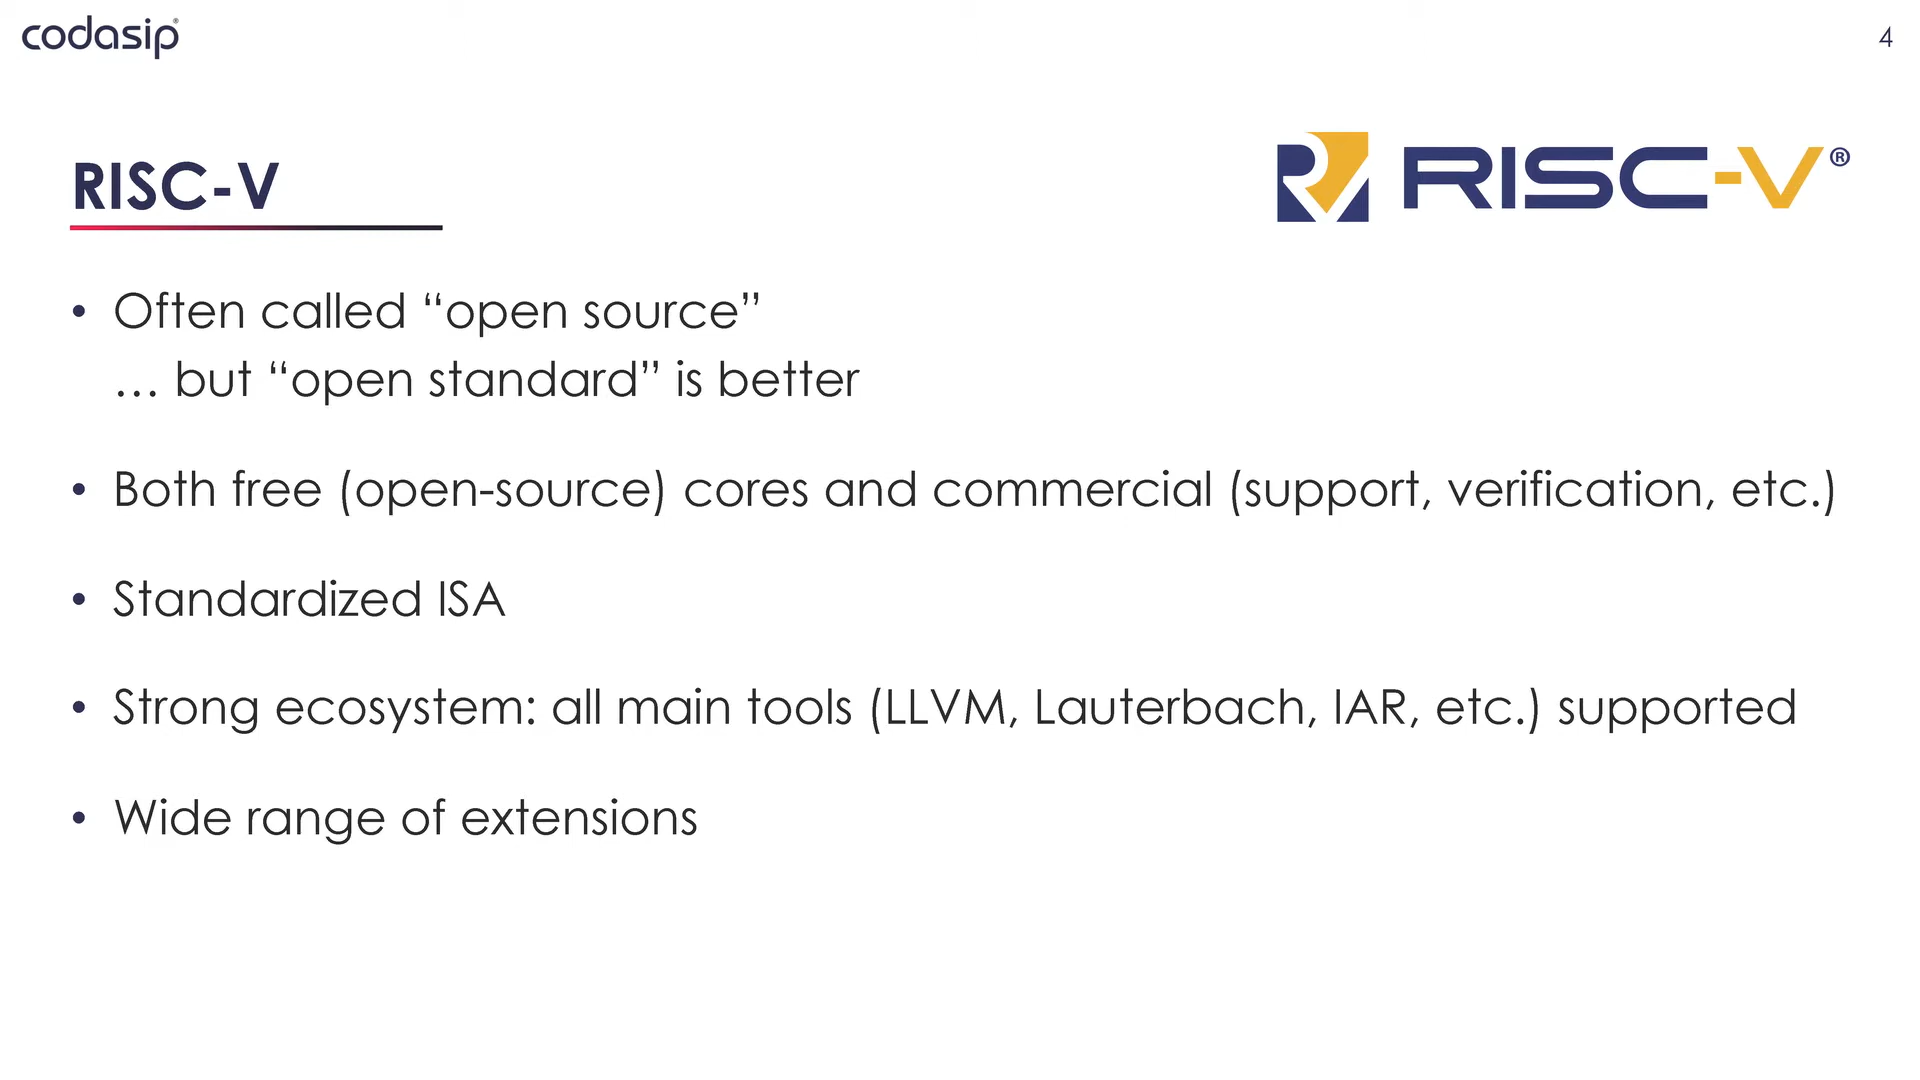 codasip®
4
RISC-V
RISC-V®
• Often called “open source”
… but “open standard” is better
• Both free (open-source) cores and commercial (support, verification, etc.)
• Standardized ISA
• Strong ecosystem: all main tools (LLVM, Lauterbach, IAR, etc.) supported
• Wide range of extensions